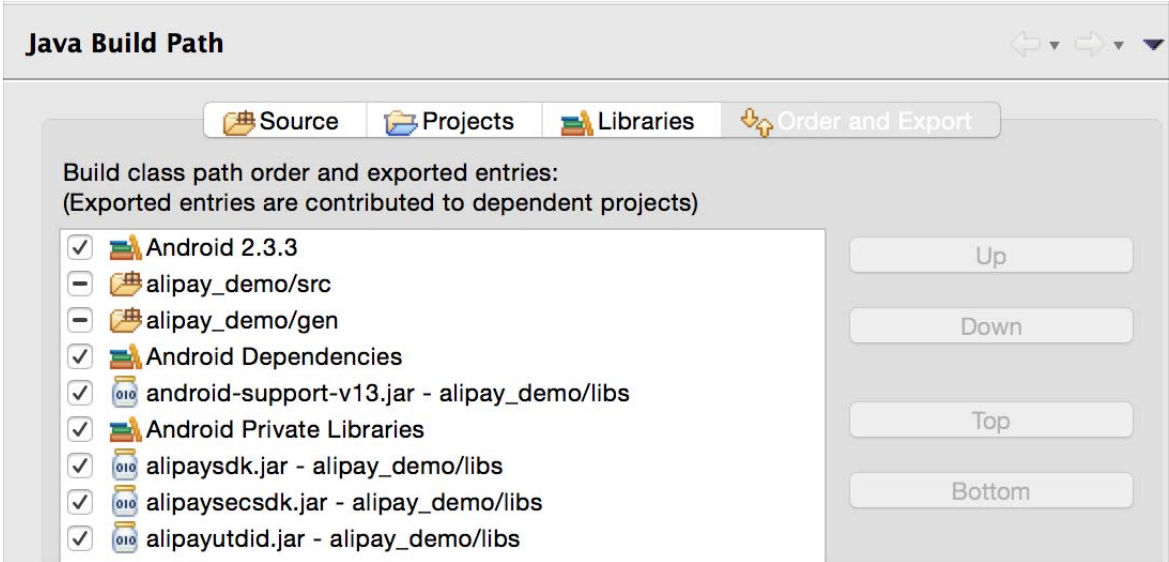 Java Build Path
Source Projects Libraries Order and Export
Build class path order and exported entries:
(Exported entries are contributed to dependent projects)
Android 2.3.3
Up
alipay_demo/src
alipay_demo/gen
Down
Android Dependencies
android-support-v13.jar - alipay_demo/libs
Android Private Libraries
Top
alipaysdk.jar - alipay_demo/libs
alipaysecsdk.jar - alipay_demo/libs
Bottom
alipayutdid.jar - alipay_demo/libs